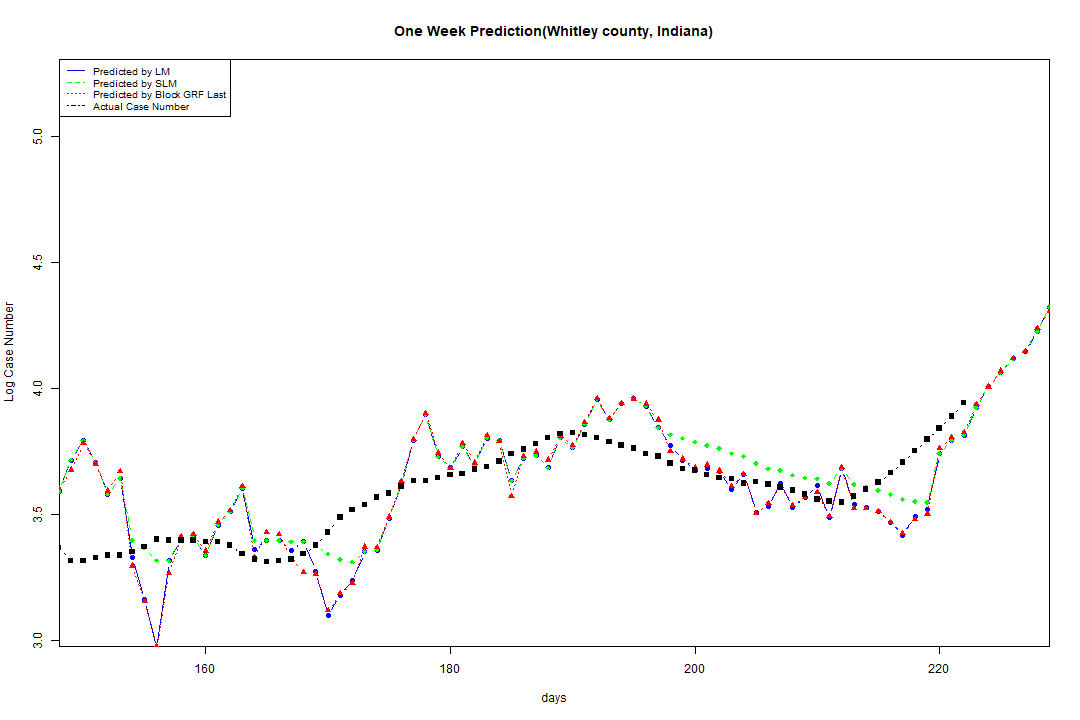 One Week Prediction(Whitley county, Indiana)
Predicted by LM
Predicted by SLM
Predicted by Block GRF Last
Actual Case Number
Log Case Number
5.0
4.5
4.0
3.5
3.0
160 180 200 220
days